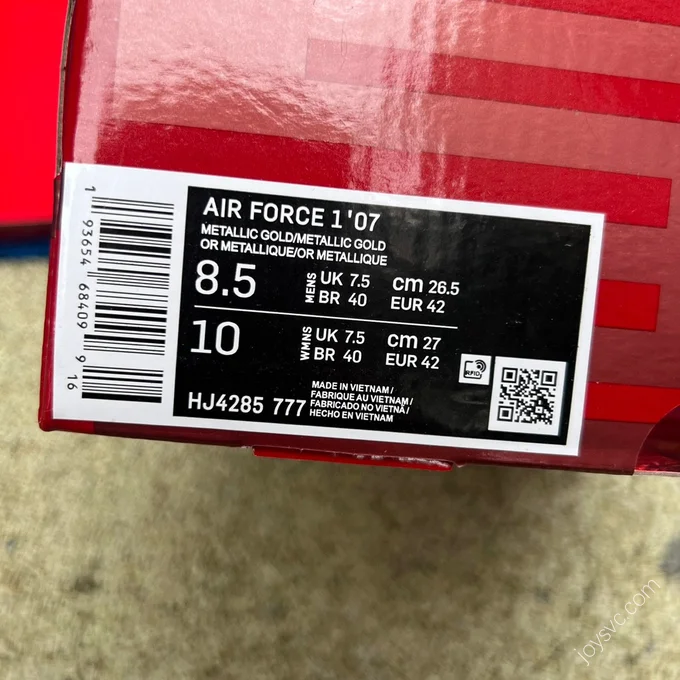 AIR FORCE 1 '07
METALLIC GOLD/METALLIC GOLD
OR METALLIQUE/OR METALLIQUE
8.5 MENS UK 7.5 cm 26.5
BR 40 EUR 42
10 WMNS UK 7.5 cm 27
BR 40 EUR 42
HJ4285 777
MADE IN VIETNAM /
FABRIQUE AU VIETNAM /
FABRICADO NO VIETNÃ /
HECHO EN VIETNAM
RFID
1 93654 68409 9 16
joysvc.com